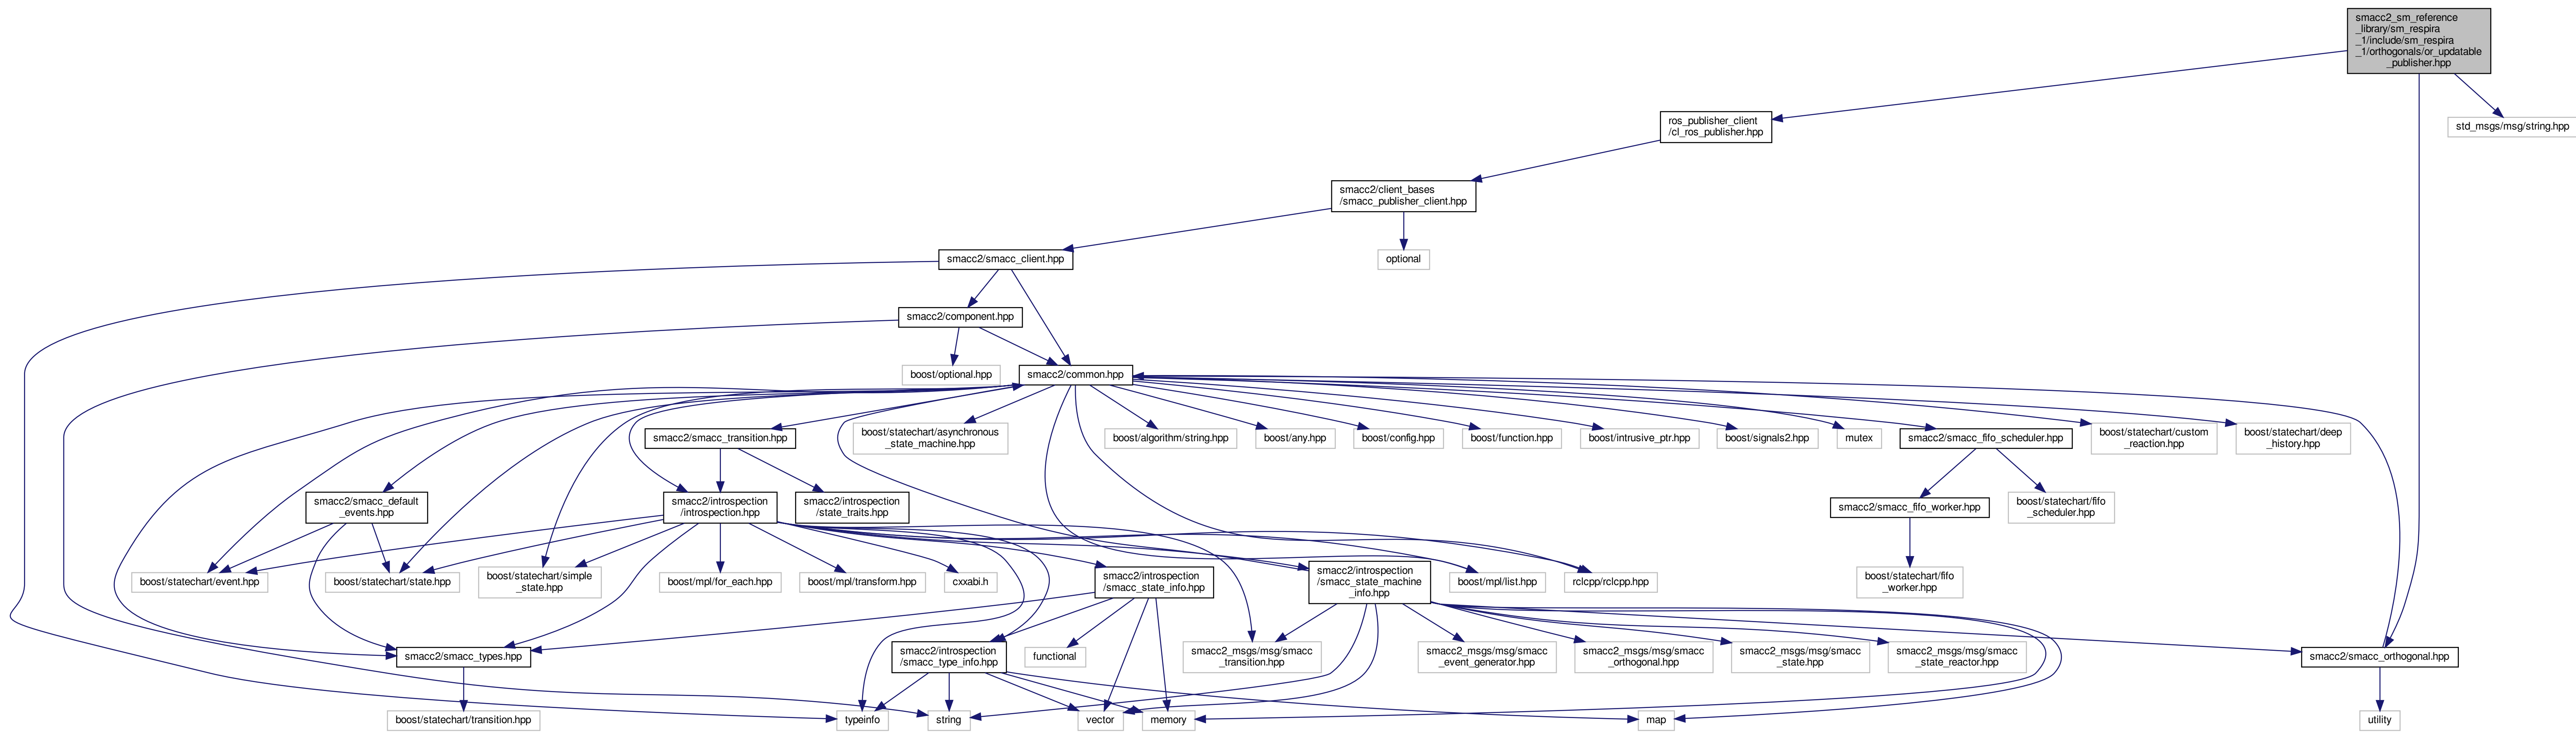 smacc2_sm_reference
_library/sm_respira
_1/include/sm_respira
_1/orthogonals/or_updatable
_publisher.hpp
ros_publisher_client
/cl_ros_publisher.hpp
std_msgs/msg/string.hpp
smacc2/client_bases
/smacc_publisher_client.hpp
smacc2/smacc_client.hpp
optional
smacc2/component.hpp
boost/optional.hpp
smacc2/common.hpp
smacc2/smacc_transition.hpp
boost/statechart/asynchronous
_state_machine.hpp
boost/algorithm/string.hpp
boost/any.hpp
boost/config.hpp
boost/function.hpp
boost/intrusive_ptr.hpp
boost/signals2.hpp
mutex
smacc2/smacc_fifo_scheduler.hpp
boost/statechart/custom
_reaction.hpp
boost/statechart/deep
_history.hpp
smacc2/smacc_default
_events.hpp
smacc2/introspection
/introspection.hpp
smacc2/introspection
/state_traits.hpp
smacc2/smacc_fifo_worker.hpp
boost/statechart/fifo
_scheduler.hpp
boost/statechart/event.hpp
boost/statechart/state.hpp
boost/statechart/simple
_state.hpp
boost/mpl/for_each.hpp
boost/mpl/transform.hpp
cxxabi.h
smacc2/introspection
/smacc_state_info.hpp
smacc2/introspection
/smacc_state_machine
_info.hpp
boost/mpl/list.hpp
rclcpp/rclcpp.hpp
boost/statechart/fifo
_worker.hpp
smacc2/smacc_types.hpp
smacc2/introspection
/smacc_type_info.hpp
functional
smacc2_msgs/msg/smacc
_transition.hpp
smacc2_msgs/msg/smacc
_event_generator.hpp
smacc2_msgs/msg/smacc
_orthogonal.hpp
smacc2_msgs/msg/smacc
_state.hpp
smacc2_msgs/msg/smacc
_state_reactor.hpp
smacc2/smacc_orthogonal.hpp
boost/statechart/transition.hpp
typeinfo
string
vector
memory
map
utility